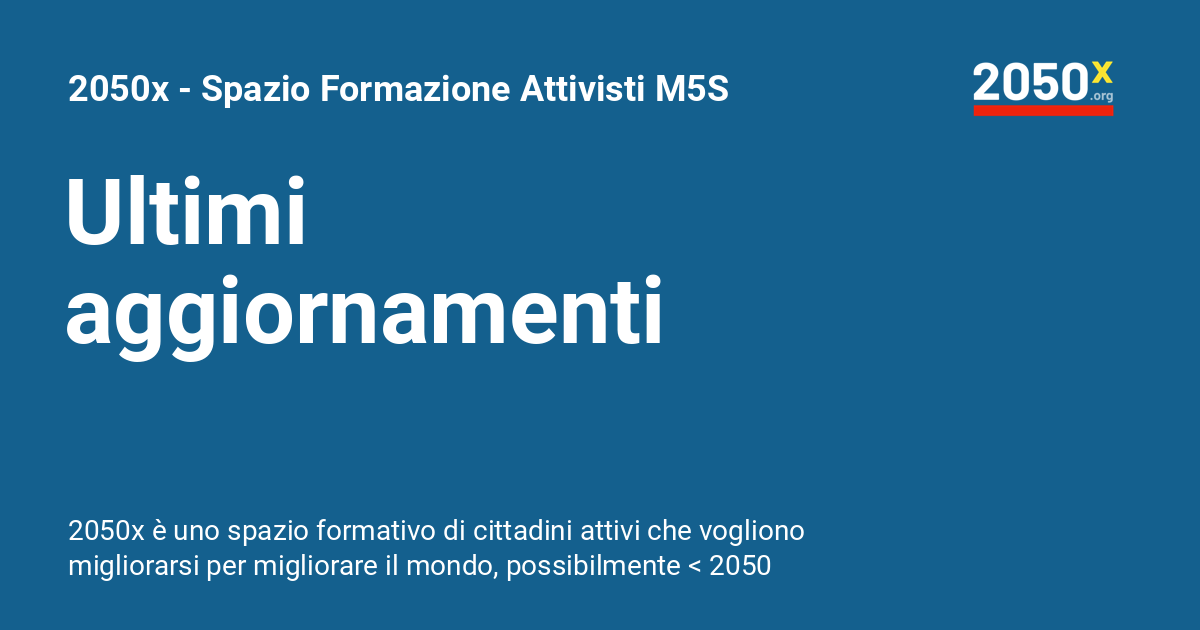 2050x - Spazio Formazione Attivisti M5S
2050x
.org
Ultimi
aggiornamenti
2050x è uno spazio formativo di cittadini attivi che vogliono
migliorarsi per migliorare il mondo, possibilmente < 2050